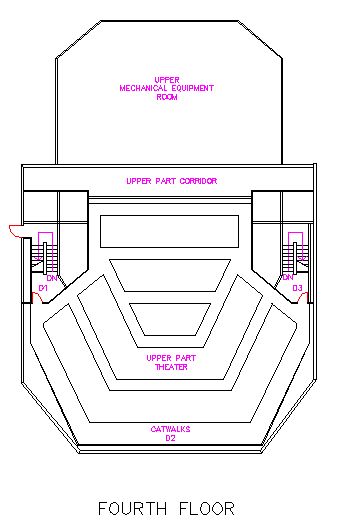 UPPER
MECHANICAL EQUIPMENT
ROOM
UPPER PART CORRIDOR
DN
DN
D1
D3
UPPER PART
THEATER
CATWALKS
D2
FOURTH FLOOR